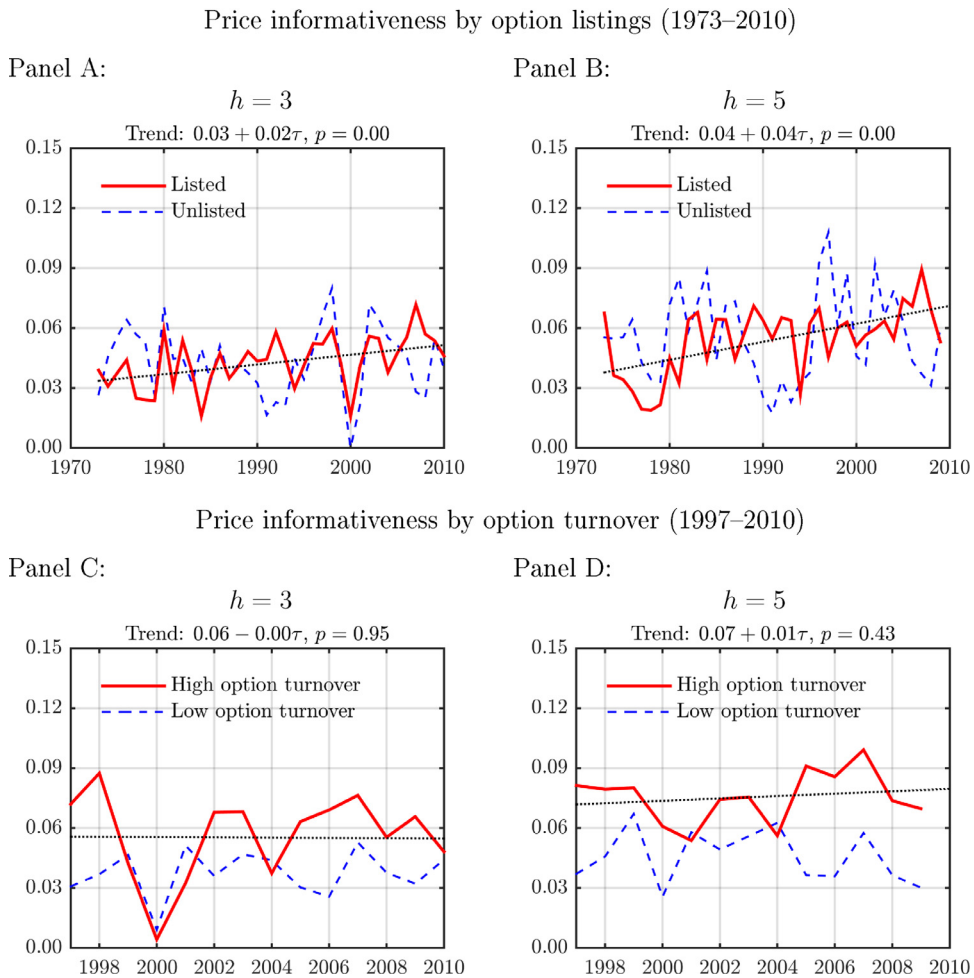 Price informativeness by option listings (1973–2010)
Panel A:
h = 3
Trend: 0.03 + 0.02τ, p = 0.00
0.15
0.12
0.09
0.06
0.03
0.00
Listed
Unlisted
1970 1980 1990 2000 2010
Panel B:
h = 5
Trend: 0.04 + 0.04τ, p = 0.00
0.15
0.12
0.09
0.06
0.03
0.00
Listed
Unlisted
1970 1980 1990 2000 2010
Price informativeness by option turnover (1997–2010)
Panel C:
h = 3
Trend: 0.06 − 0.00τ, p = 0.95
0.15
0.12
0.09
0.06
0.03
0.00
High option turnover
Low option turnover
1998 2000 2002 2004 2006 2008 2010
Panel D:
h = 5
Trend: 0.07 + 0.01τ, p = 0.43
0.15
0.12
0.09
0.06
0.03
0.00
High option turnover
Low option turnover
1998 2000 2002 2004 2006 2008 2010